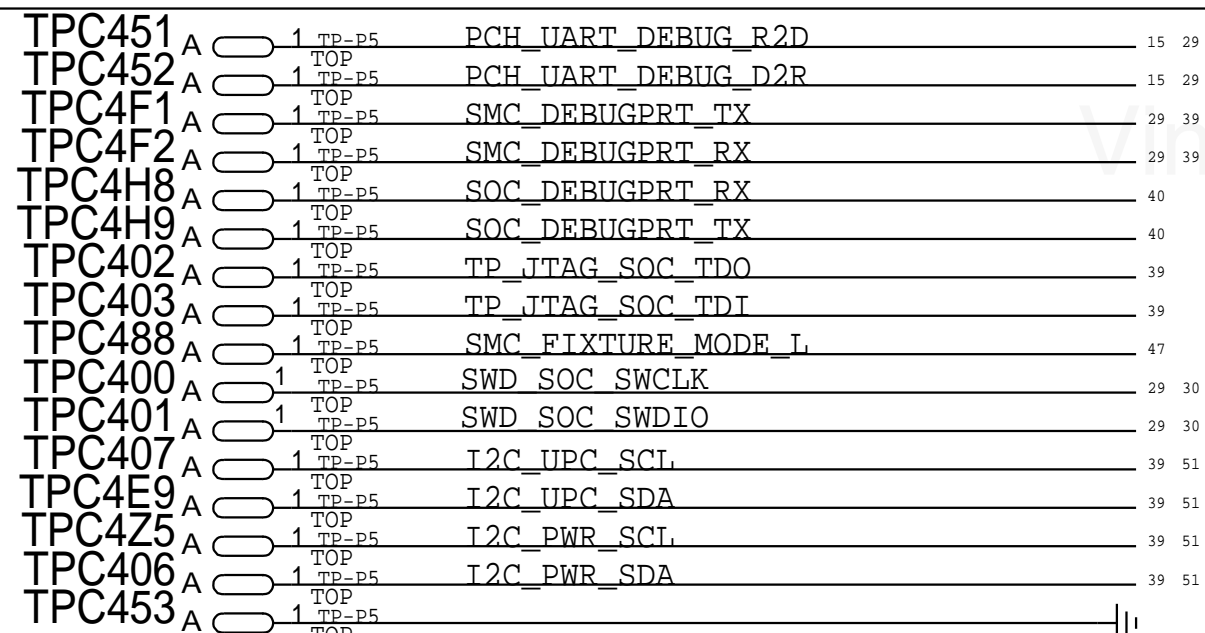 TPC451 A 1 TP-P5 TOP PCH_UART_DEBUG_R2D 15 29
TPC452 A 1 TP-P5 TOP PCH_UART_DEBUG_D2R 15 29
TPC4F1 A 1 TP-P5 TOP SMC_DEBUGPRT_TX 29 39
TPC4F2 A 1 TP-P5 TOP SMC_DEBUGPRT_RX 29 39
TPC4H8 A 1 TP-P5 TOP SOC_DEBUGPRT_RX 40
TPC4H9 A 1 TP-P5 TOP SOC_DEBUGPRT_TX 40
TPC402 A 1 TP-P5 TOP TP_JTAG_SOC_TDO 39
TPC403 A 1 TP-P5 TOP TP_JTAG_SOC_TDI 39
TPC488 A 1 TP-P5 TOP SMC_FIXTURE_MODE_L 47
TPC400 A 1 TP-P5 TOP SWD_SOC_SWCLK 29 30
TPC401 A 1 TP-P5 TOP SWD_SOC_SWDIO 29 30
TPC407 A 1 TP-P5 TOP I2C_UPC_SCL 39 51
TPC4E9 A 1 TP-P5 TOP I2C_UPC_SDA 39 51
TPC4Z5 A 1 TP-P5 TOP I2C_PWR_SCL 39 51
TPC406 A 1 TP-P5 TOP I2C_PWR_SDA 39 51
TPC453 A 1 TP-P5 TOP